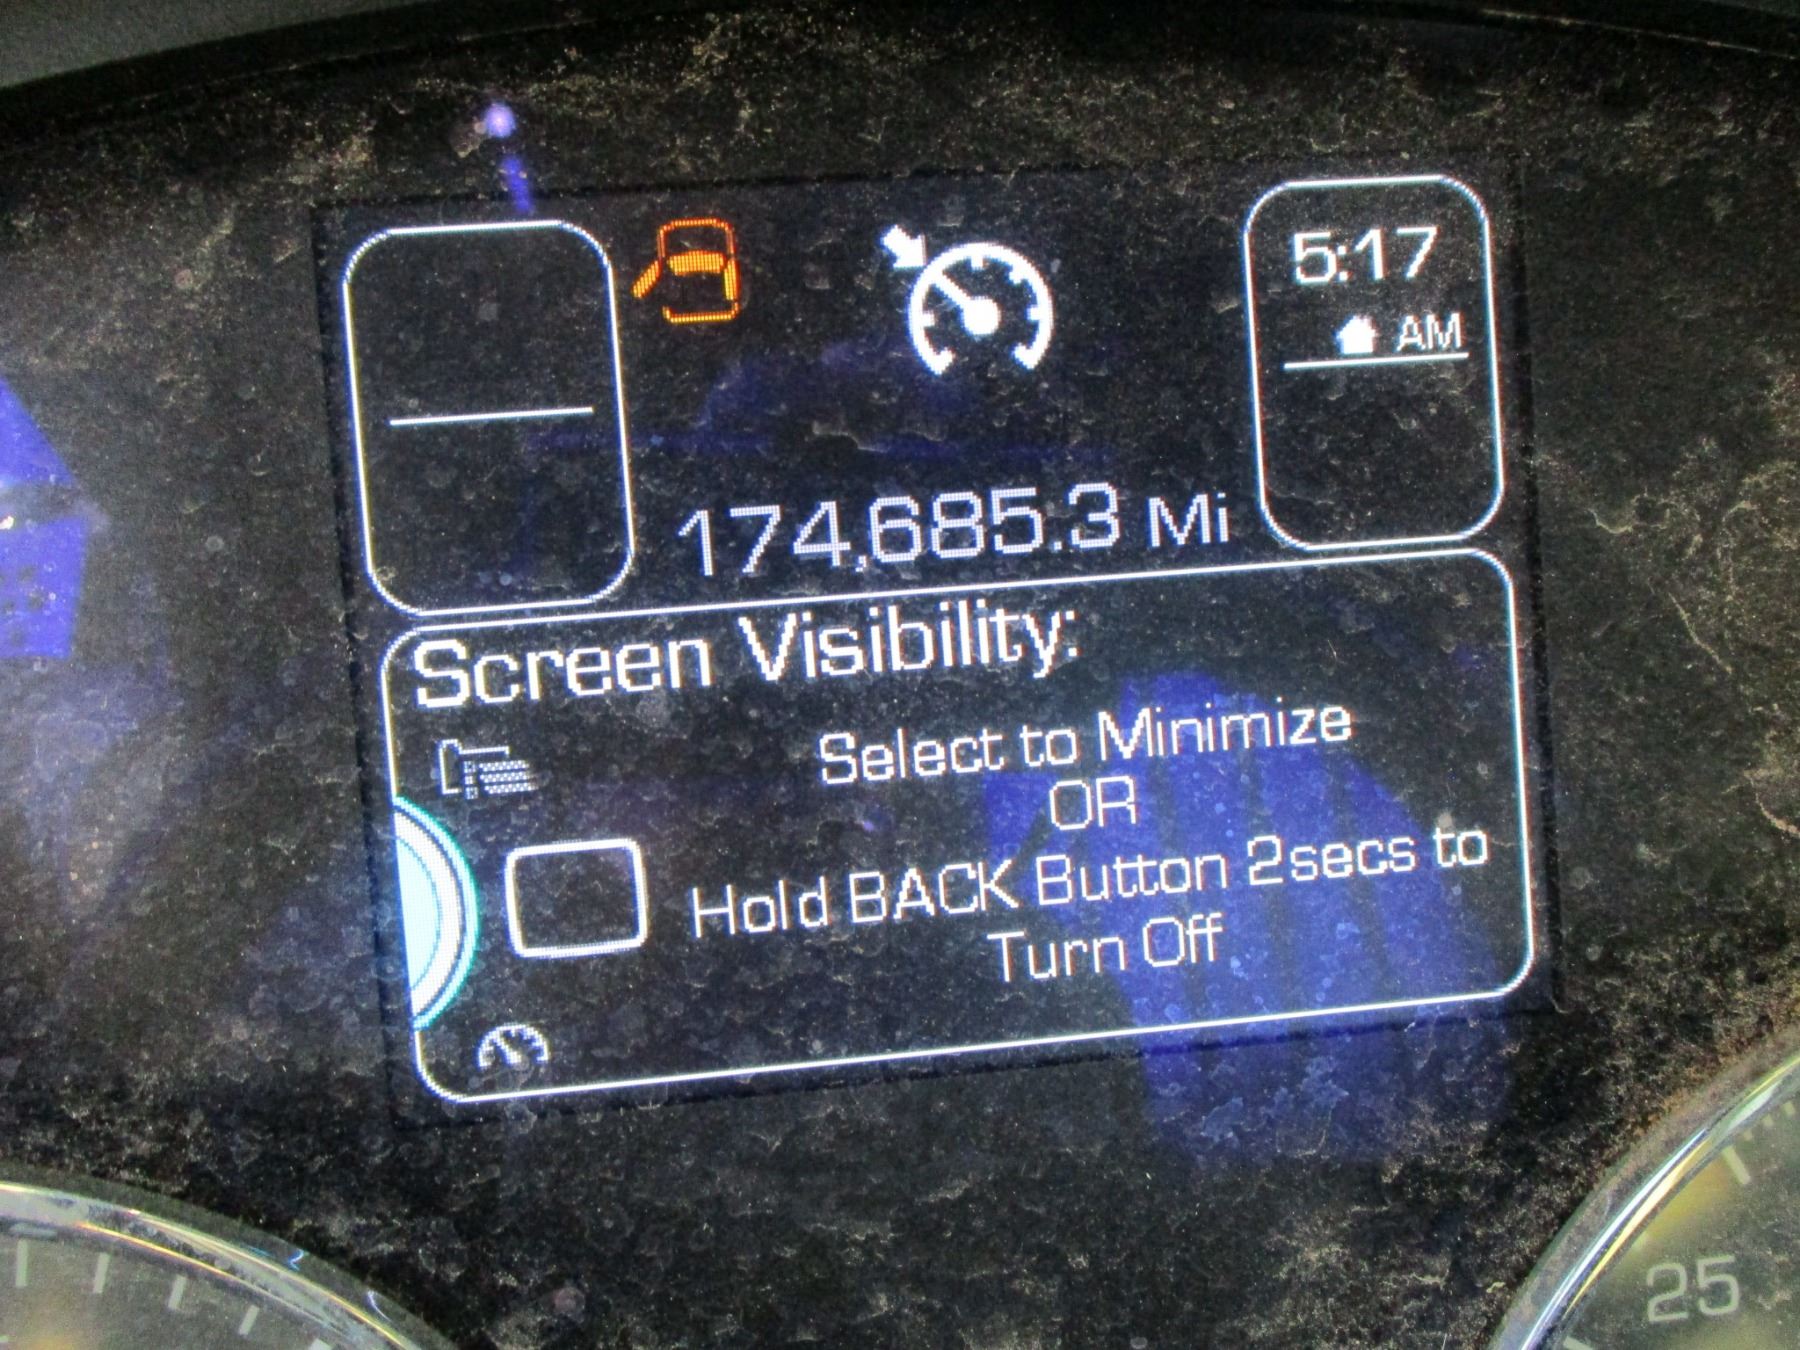 5:17
AM
174,685.3 Mi
Screen Visibility:
Select to Minimize
OR
Hold BACK Button 2secs to
Turn Off
25